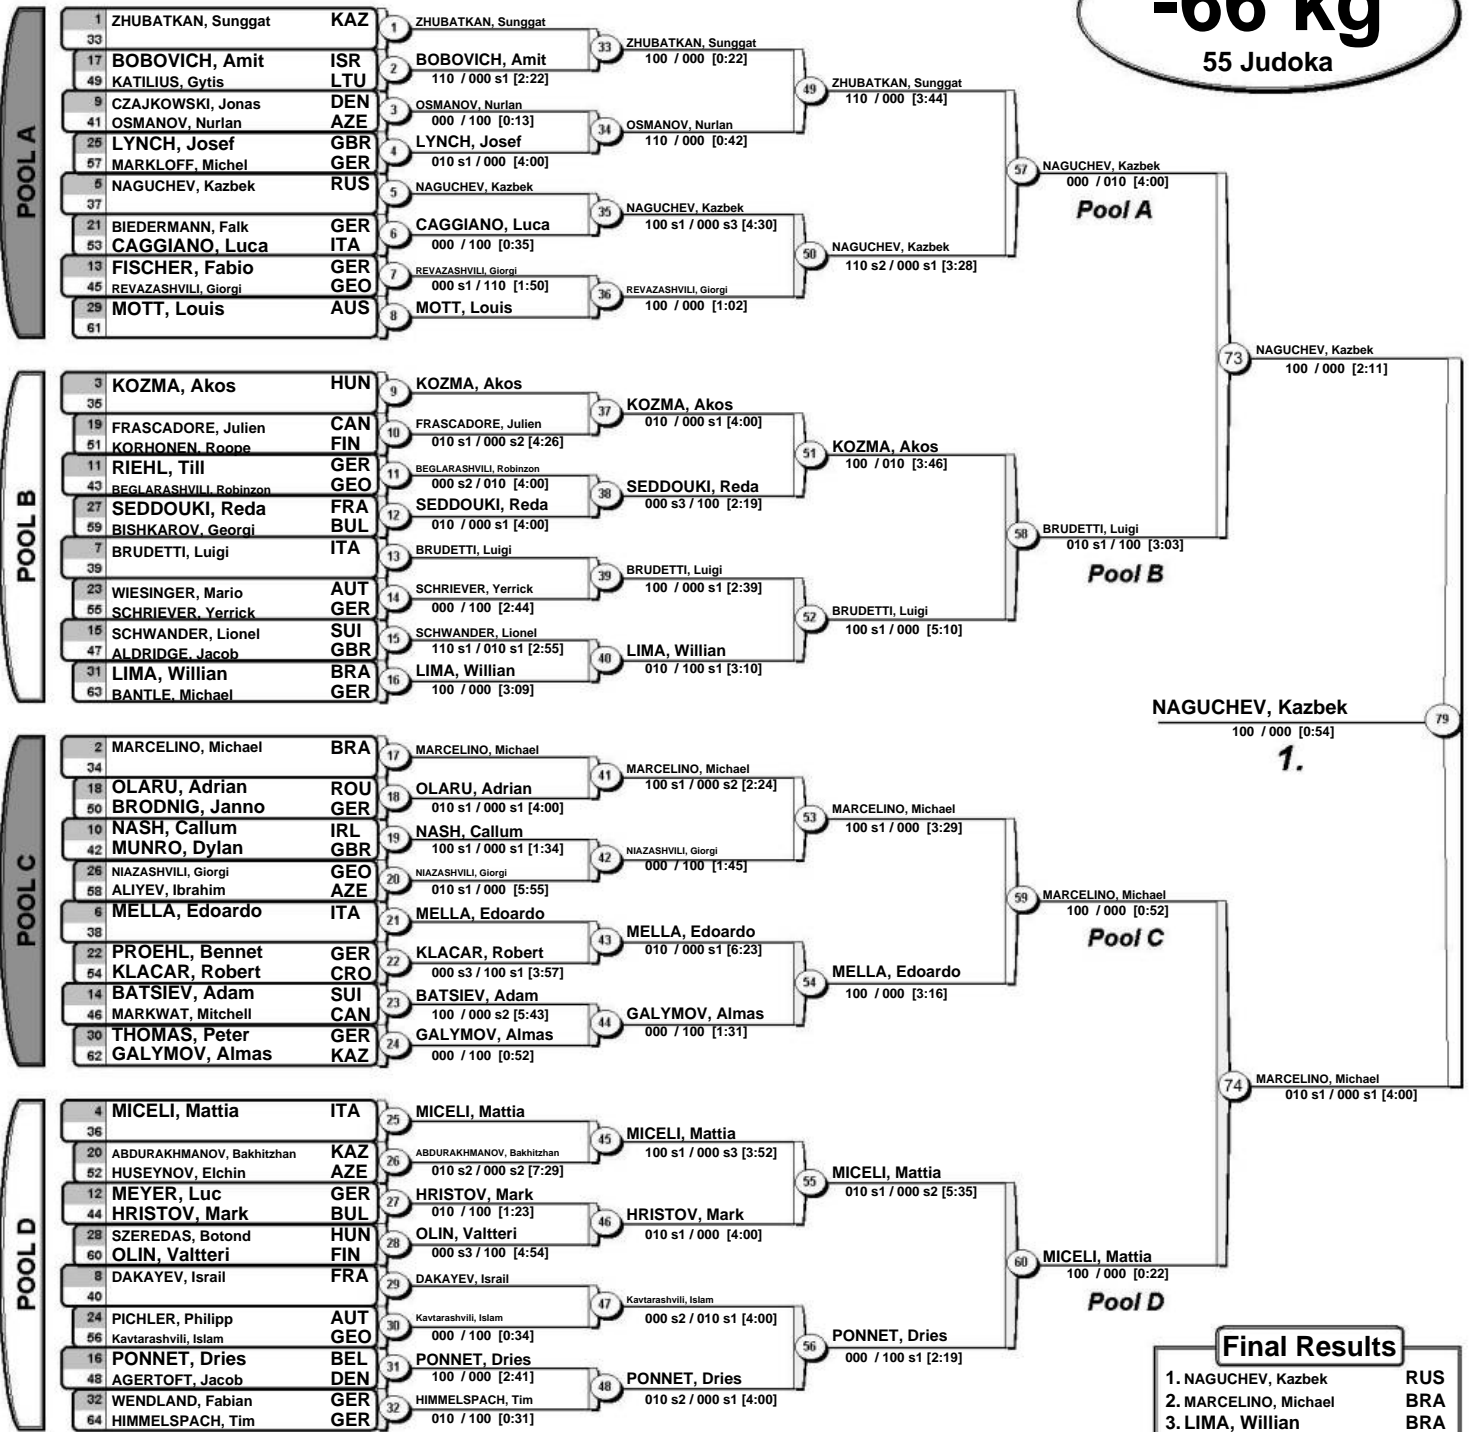 -66 kg
55 Judoka
POOL A
1 ZHUBATKAN, Sunggat KAZ
33
17 BOBOVICH, Amit ISR
49 KATILIUS, Gytis LTU
9 CZAJKOWSKI, Jonas DEN
41 OSMANOV, Nurlan AZE
25 LYNCH, Josef GBR
57 MARKLOFF, Michel GER
5 NAGUCHEV, Kazbek RUS
37
21 BIEDERMANN, Falk GER
53 CAGGIANO, Luca ITA
13 FISCHER, Fabio GER
45 REVAZASHVILI, Giorgi GEO
29 MOTT, Louis AUS
61
1 ZHUBATKAN, Sunggat
2 BOBOVICH, Amit
110 / 000 s1 [2:22]
3 OSMANOV, Nurlan
000 / 100 [0:13]
4 LYNCH, Josef
010 s1 / 000 [4:00]
5 NAGUCHEV, Kazbek
6 CAGGIANO, Luca
000 / 100 [0:35]
7 REVAZASHVILI, Giorgi
000 s1 / 110 [1:50]
8 MOTT, Louis
33 ZHUBATKAN, Sunggat
100 / 000 [0:22]
34 OSMANOV, Nurlan
110 / 000 [0:42]
35 NAGUCHEV, Kazbek
100 s1 / 000 s3 [4:30]
36 REVAZASHVILI, Giorgi
100 / 000 [1:02]
49 ZHUBATKAN, Sunggat
110 / 000 [3:44]
50 NAGUCHEV, Kazbek
110 s2 / 000 s1 [3:28]
57 NAGUCHEV, Kazbek
000 / 010 [4:00]
Pool A
POOL B
3 KOZMA, Akos HUN
35
19 FRASCADORE, Julien CAN
51 KORHONEN, Roope FIN
11 RIEHL, Till GER
43 BEGLARASHVILI, Robinzon GEO
27 SEDDOUKI, Reda FRA
59 BISHKAROV, Georgi BUL
7 BRUDETTI, Luigi ITA
39
23 WIESINGER, Mario AUT
55 SCHRIEVER, Yerrick GER
15 SCHWANDER, Lionel SUI
47 ALDRIDGE, Jacob GBR
31 LIMA, Willian BRA
63 BANTLE, Michael GER
9 KOZMA, Akos
10 FRASCADORE, Julien
010 s1 / 000 s2 [4:26]
11 BEGLARASHVILI, Robinzon
000 s2 / 010 [4:00]
12 SEDDOUKI, Reda
010 / 000 s1 [4:00]
13 BRUDETTI, Luigi
14 SCHRIEVER, Yerrick
000 / 100 [2:44]
15 SCHWANDER, Lionel
110 s1 / 010 s1 [2:55]
16 LIMA, Willian
100 / 000 [3:09]
37 KOZMA, Akos
010 / 000 s1 [4:00]
38 SEDDOUKI, Reda
000 s3 / 100 [2:19]
39 BRUDETTI, Luigi
100 / 000 s1 [2:39]
40 LIMA, Willian
010 / 100 s1 [3:10]
51 KOZMA, Akos
100 / 010 [3:46]
52 BRUDETTI, Luigi
100 s1 / 000 [5:10]
58 BRUDETTI, Luigi
010 s1 / 100 [3:03]
Pool B
73 NAGUCHEV, Kazbek
100 / 000 [2:11]
79 NAGUCHEV, Kazbek
100 / 000 [0:54]
1.
POOL C
2 MARCELINO, Michael BRA
34
18 OLARU, Adrian ROU
50 BRODNIG, Janno GER
10 NASH, Callum IRL
42 MUNRO, Dylan GBR
26 NIAZASHVILI, Giorgi GEO
58 ALIYEV, Ibrahim AZE
6 MELLA, Edoardo ITA
38
22 PROEHL, Bennet GER
54 KLACAR, Robert CRO
14 BATSIEV, Adam SUI
46 MARKWAT, Mitchell CAN
30 THOMAS, Peter GER
62 GALYMOV, Almas KAZ
17 MARCELINO, Michael
18 OLARU, Adrian
010 s1 / 000 s1 [4:00]
19 NASH, Callum
100 s1 / 000 s1 [1:34]
20 NIAZASHVILI, Giorgi
010 s1 / 000 [5:55]
21 MELLA, Edoardo
22 KLACAR, Robert
000 s3 / 100 s1 [3:57]
23 BATSIEV, Adam
100 / 000 s2 [5:43]
24 GALYMOV, Almas
000 / 100 [0:52]
41 MARCELINO, Michael
100 s1 / 000 s2 [2:24]
42 NIAZASHVILI, Giorgi
000 / 100 [1:45]
43 MELLA, Edoardo
010 / 000 s1 [6:23]
44 GALYMOV, Almas
000 / 100 [1:31]
53 MARCELINO, Michael
100 s1 / 000 [3:29]
54 MELLA, Edoardo
100 / 000 [3:16]
59 MARCELINO, Michael
100 / 000 [0:52]
Pool C
74 MARCELINO, Michael
010 s1 / 000 s1 [4:00]
POOL D
4 MICELI, Mattia ITA
36
20 ABDURAKHMANOV, Bakhitzhan KAZ
52 HUSEYNOV, Elchin AZE
12 MEYER, Luc GER
44 HRISTOV, Mark BUL
28 SZEREDAS, Botond HUN
60 OLIN, Valtteri FIN
8 DAKAYEV, Israil FRA
40
24 PICHLER, Philipp AUT
56 Kavtarashvili, Islam GEO
16 PONNET, Dries BEL
48 AGERTOFT, Jacob DEN
32 WENDLAND, Fabian GER
64 HIMMELSPACH, Tim GER
25 MICELI, Mattia
26 ABDURAKHMANOV, Bakhitzhan
010 s2 / 000 s2 [7:29]
27 HRISTOV, Mark
010 / 100 [1:23]
28 OLIN, Valtteri
000 s3 / 100 [4:54]
29 DAKAYEV, Israil
30 Kavtarashvili, Islam
000 / 100 [0:34]
31 PONNET, Dries
100 / 000 [2:41]
32 HIMMELSPACH, Tim
010 / 100 [0:31]
45 MICELI, Mattia
100 s1 / 000 s3 [3:52]
46 HRISTOV, Mark
010 s1 / 000 [4:00]
47 Kavtarashvili, Islam
000 s2 / 010 s1 [4:00]
48 PONNET, Dries
010 s2 / 000 s1 [4:00]
55 MICELI, Mattia
010 s1 / 000 s2 [5:35]
56 PONNET, Dries
000 / 100 s1 [2:19]
60 MICELI, Mattia
100 / 000 [0:22]
Pool D
Final Results
1. NAGUCHEV, Kazbek RUS
2. MARCELINO, Michael BRA
3. LIMA, Willian BRA